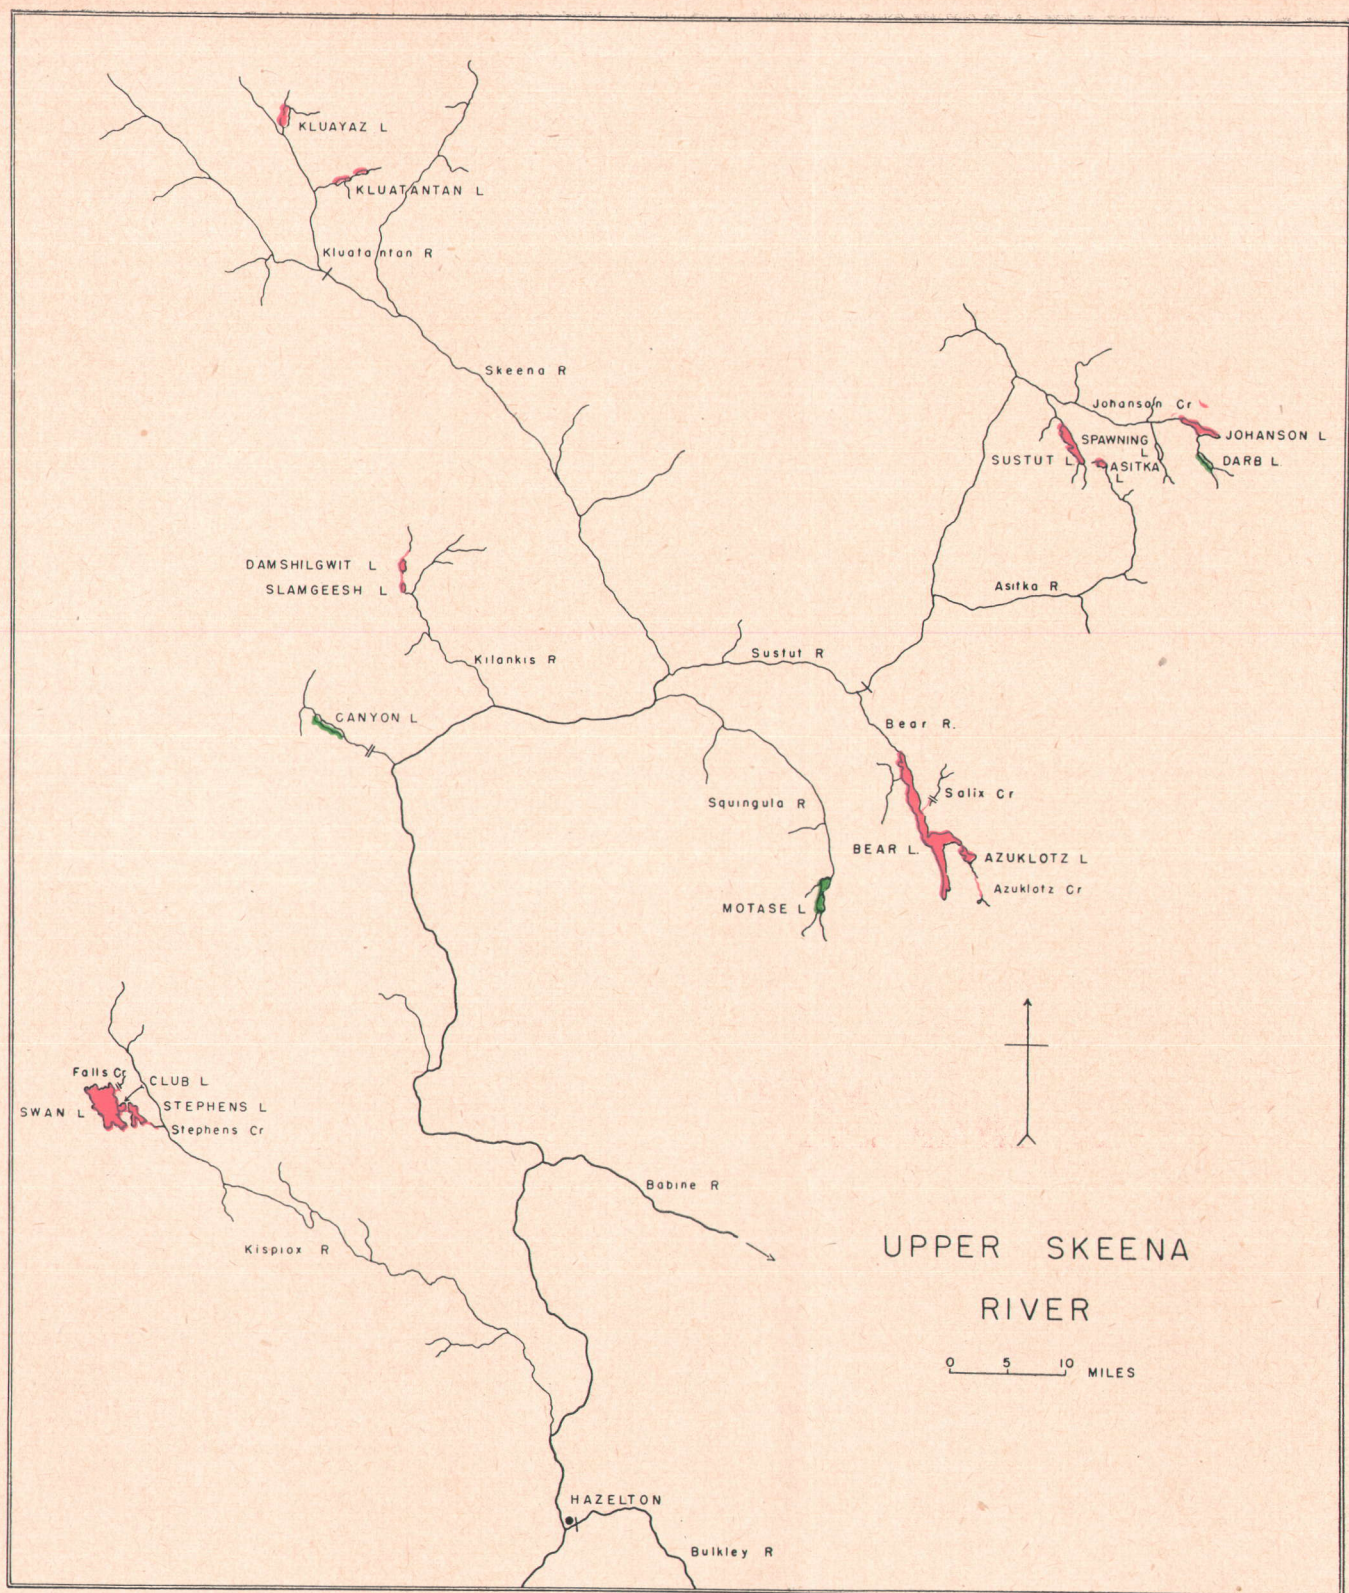 KLUAYAZ L
KLUATANTAN L
Kluatantan R
Skeena R
Johanson Cr
JOHANSON L
SPAWNING
L
SUSTUT L
ASITKA
L
DARB L.
DAMSHILGWIT L
SLAMGEESH L
Asitka R
Kilankis R
Sustut R
CANYON L
Bear R.
Squingula R
Salix Cr
BEAR L.
AZUKLOTZ L
Azuklotz Cr
MOTASE L
Falls Cr
CLUB L
SWAN L
STEPHENS L
Stephens Cr
Babine R
Kispiox R
UPPER SKEENA
RIVER
0 5 10 MILES
HAZELTON
Bulkley R